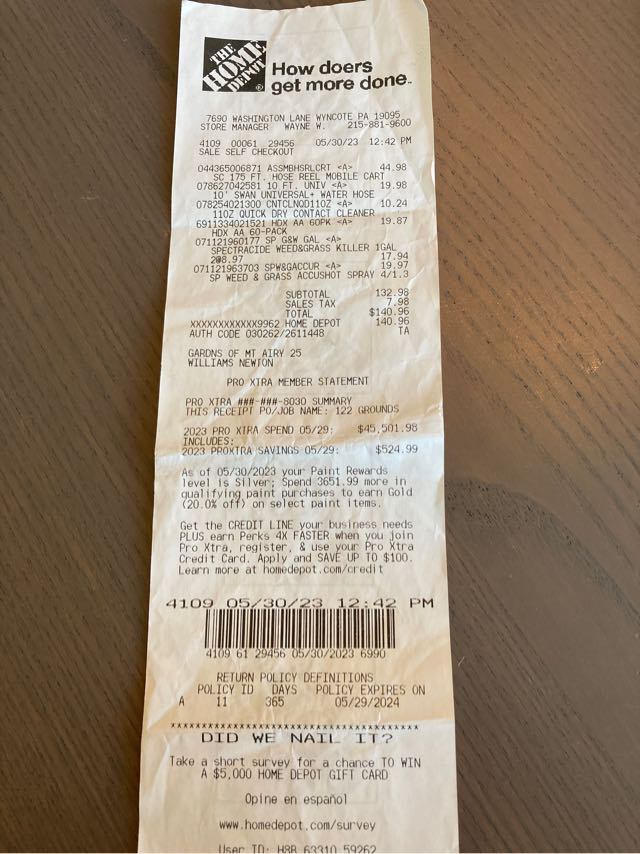 THE HOME DEPOT®
How doers
get more done™
7690 WASHINGTON LANE WYNCOTE PA 19095
STORE MANAGER WAYNE W. 215-881-9600
4109 00061 29456 05/30/23 12:42 PM
SALE SELF CHECKOUT
044365006871 ASSMBHSRLCRT <A> 44.98
SC 175 FT. HOSE REEL MOBILE CART
078627042581 10 FT. UNIV <A> 19.98
10' SWAN UNIVERSAL+ WATER HOSE
078254021300 CNTCLNQD11OZ <A> 10.24
11OZ QUICK DRY CONTACT CLEANER
6911334021521 HDX AA 60PK <A> 19.87
HDX AA 60-PACK
071121960177 SP G&W GAL <A>
SPECTRACIDE WEED&GRASS KILLER 1GAL
2@8.97 17.94
071121963703 SPW&GACCUR <A> 19.97
SP WEED & GRASS ACCUSHOT SPRAY 4/1.3
SUBTOTAL 132.98
SALES TAX 7.98
TOTAL $140.96
XXXXXXXXXXXX9962 HOME DEPOT 140.96
AUTH CODE 030262/2611448 TA
GARDNS OF MT AIRY 25
WILLIAMS NEWTON
PRO XTRA MEMBER STATEMENT
PRO XTRA ###-###-8030 SUMMARY
THIS RECEIPT PO/JOB NAME: 122 GROUNDS
2023 PRO XTRA SPEND 05/29: $45,501.98
INCLUDES:
2023 PROXTRA SAVINGS 05/29: $524.99
As of 05/30/2023 your Paint Rewards
level is Silver; Spend 3651.99 more in
qualifying paint purchases to earn Gold
(20.0% off) on select paint items.
Get the CREDIT LINE your business needs
PLUS earn Perks 4X FASTER when you join
Pro Xtra, register, & use your Pro Xtra
Credit Card. Apply and SAVE UP TO $100.
Learn more at homedepot.com/credit
4109 05/30/23 12:42 PM
4109 61 29456 05/30/2023 6990
RETURN POLICY DEFINITIONS
POLICY ID DAYS POLICY EXPIRES ON
A 11 365 05/29/2024
****************************************
DID WE NAIL IT?
Take a short survey for a chance TO WIN
A $5,000 HOME DEPOT GIFT CARD
Opine en español
www.homedepot.com/survey
User ID: H8B 63310 59262